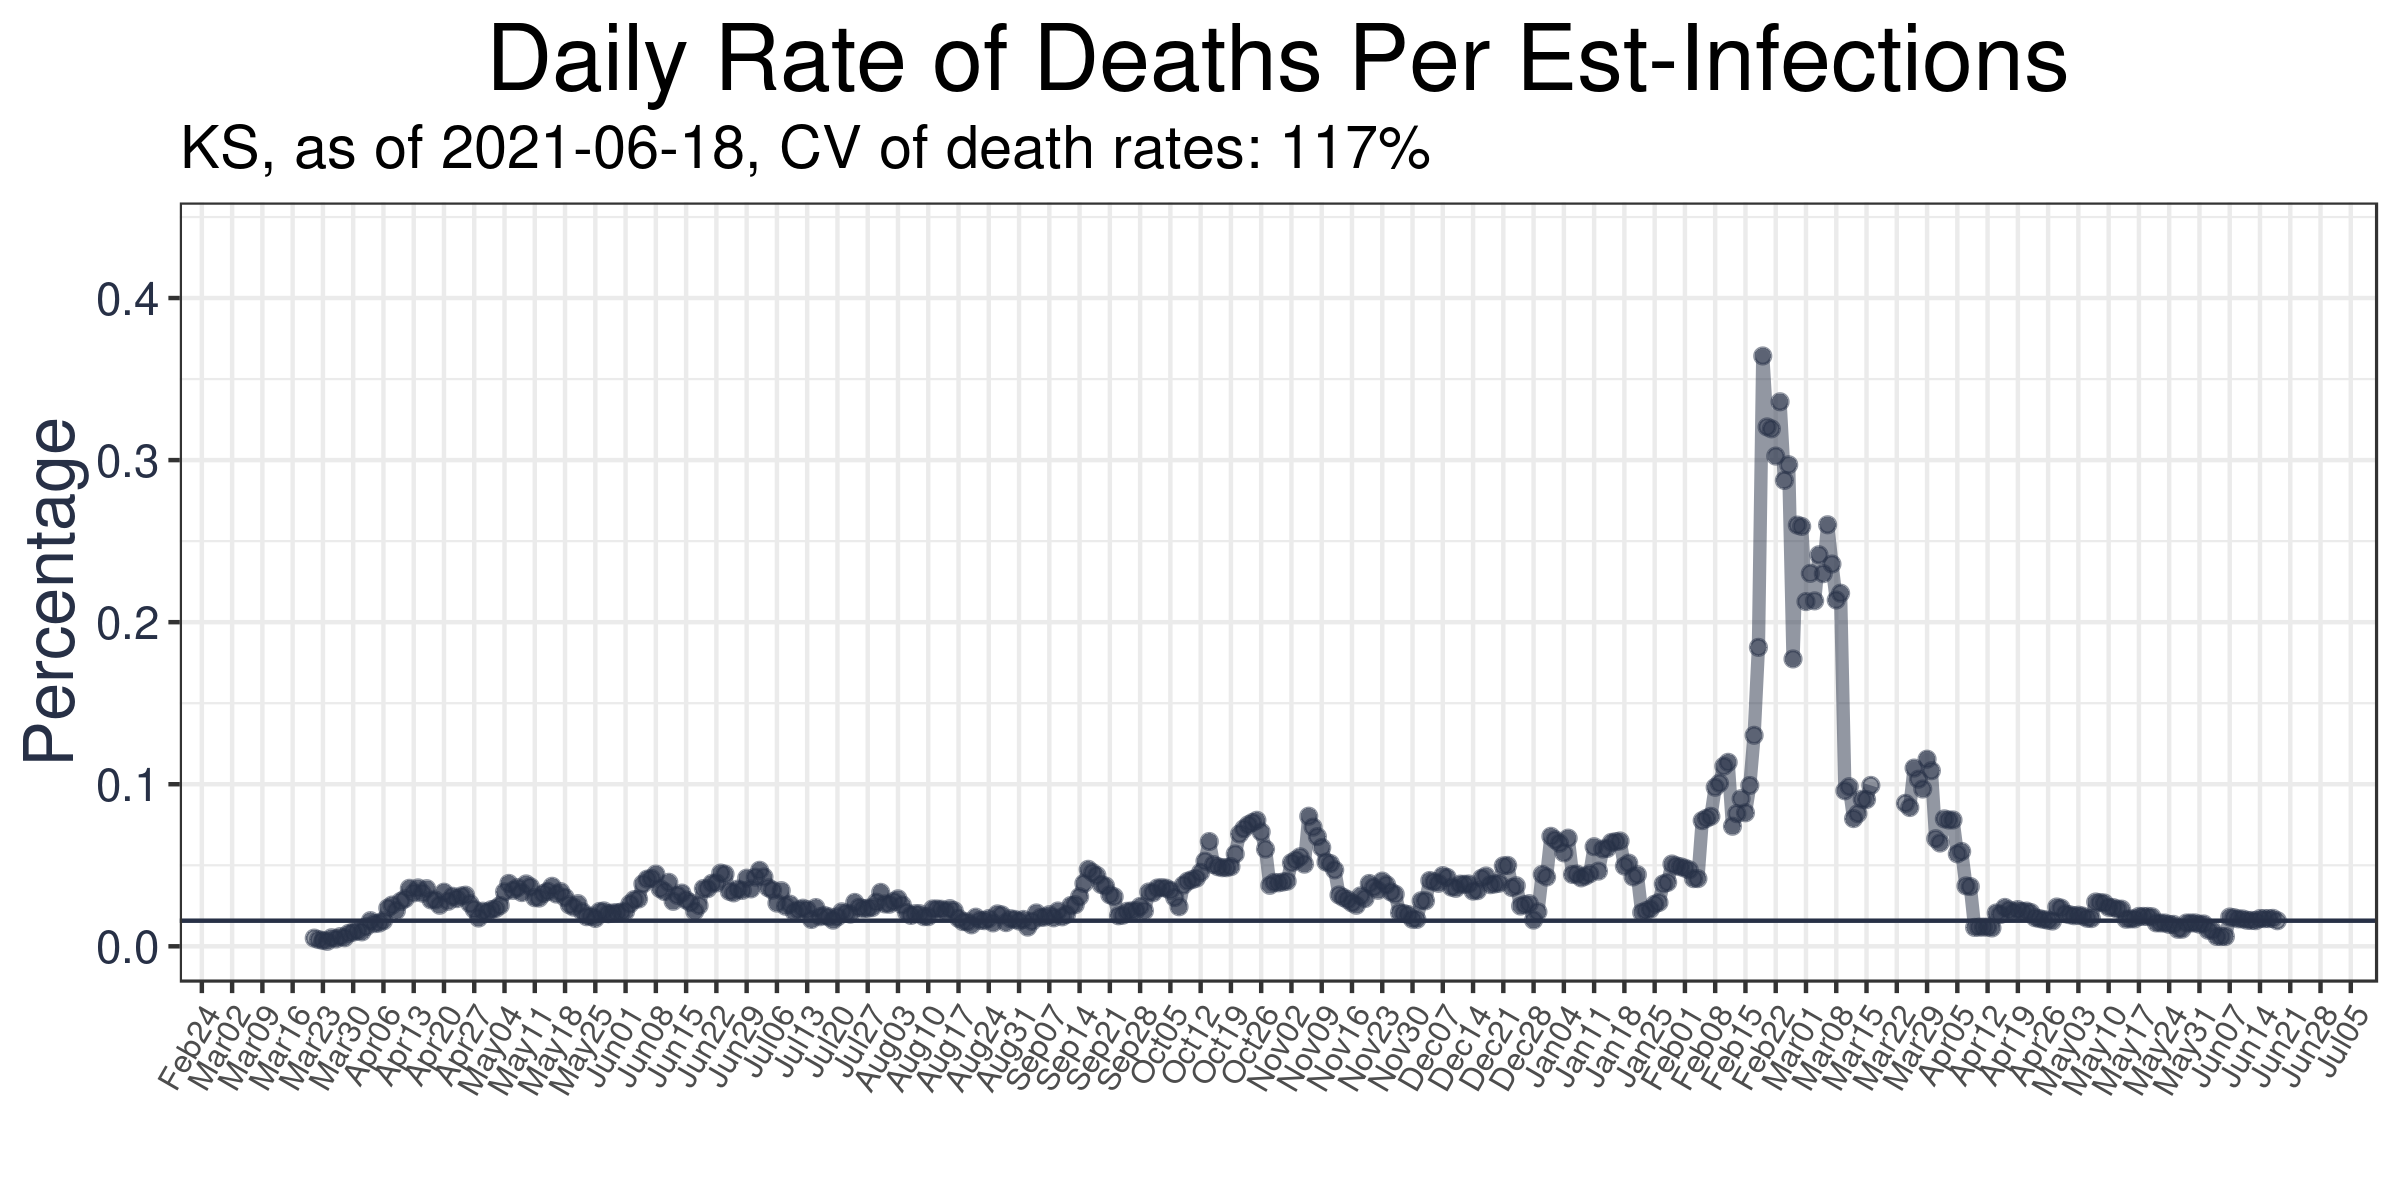 Daily Rate of Deaths Per Est-Infections
KS, as of 2021-06-18, CV of death rates: 117%
Percentage
0.4
0.3
0.2
0.1
0.0
Feb24
Mar02
Mar09
Mar16
Mar23
Mar30
Apr06
Apr13
Apr20
Apr27
May04
May11
May18
May25
Jun01
Jun08
Jun15
Jun22
Jun29
Jul06
Jul13
Jul20
Jul27
Aug03
Aug10
Aug17
Aug24
Aug31
Sep07
Sep14
Sep21
Sep28
Oct05
Oct12
Oct19
Oct26
Nov02
Nov09
Nov16
Nov23
Nov30
Dec07
Dec14
Dec21
Dec28
Jan04
Jan11
Jan18
Jan25
Feb01
Feb08
Feb15
Feb22
Mar01
Mar08
Mar15
Mar22
Mar29
Apr05
Apr12
Apr19
Apr26
May03
May10
May17
May24
May31
Jun07
Jun14
Jun21
Jun28
Jul05